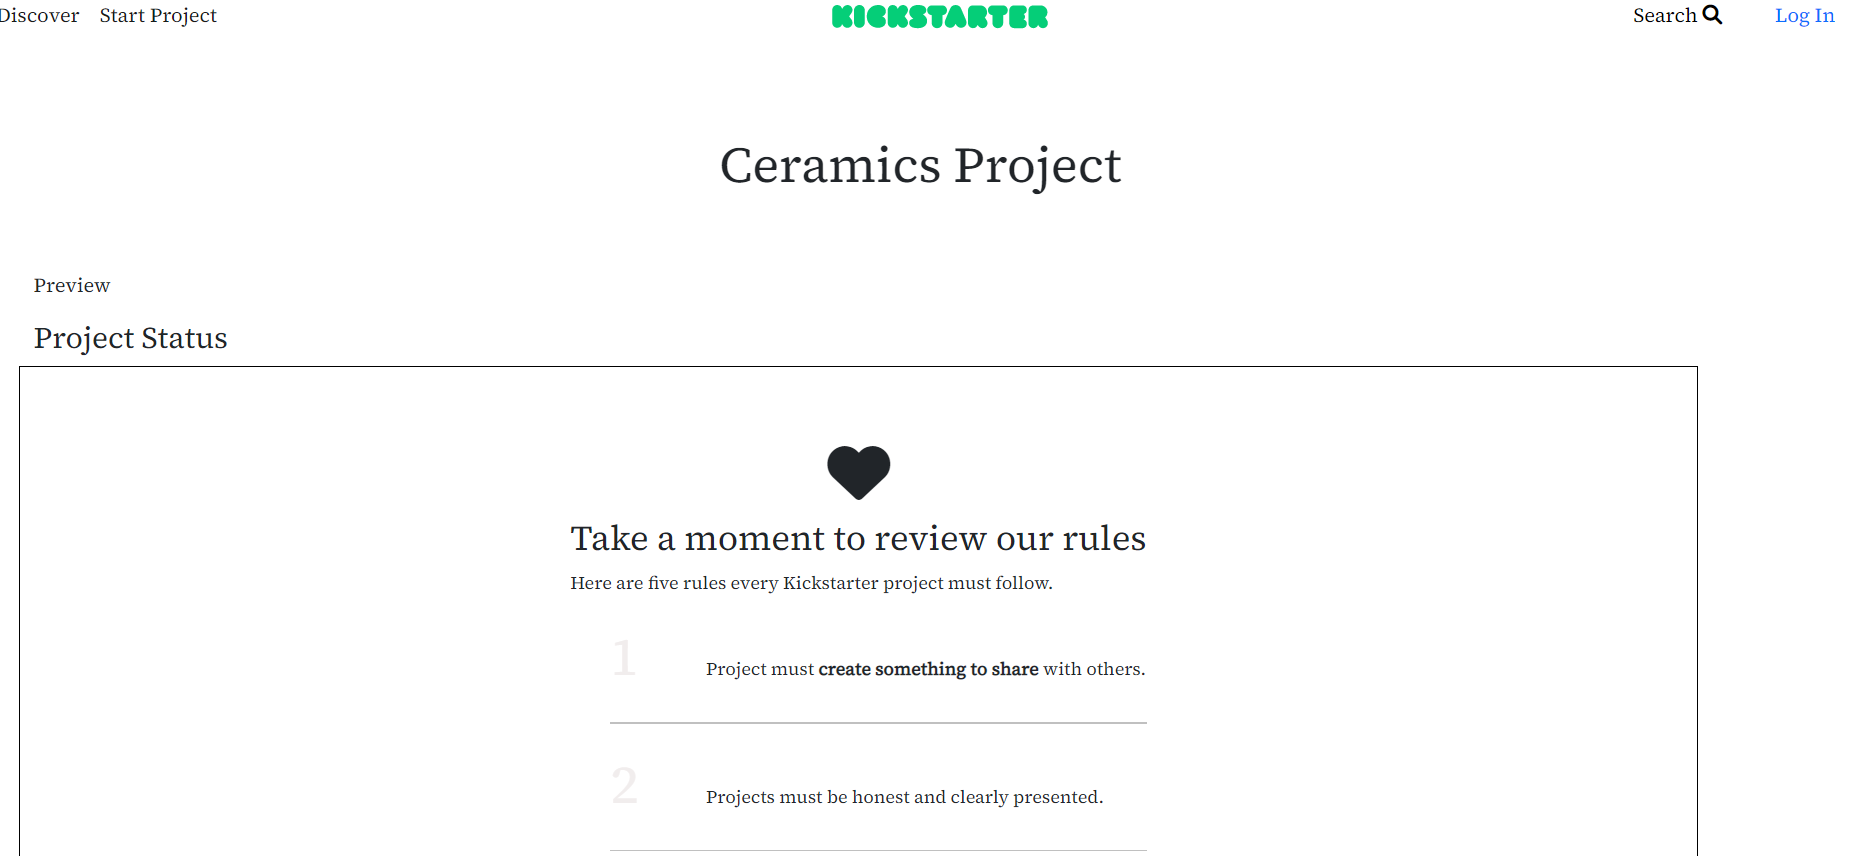 Discover Start Project KICKSTARTER Search Log In
Ceramics Project
Preview
Project Status
Take a moment to review our rules
Here are five rules every Kickstarter project must follow.
1 Project must create something to share with others.
2 Projects must be honest and clearly presented.